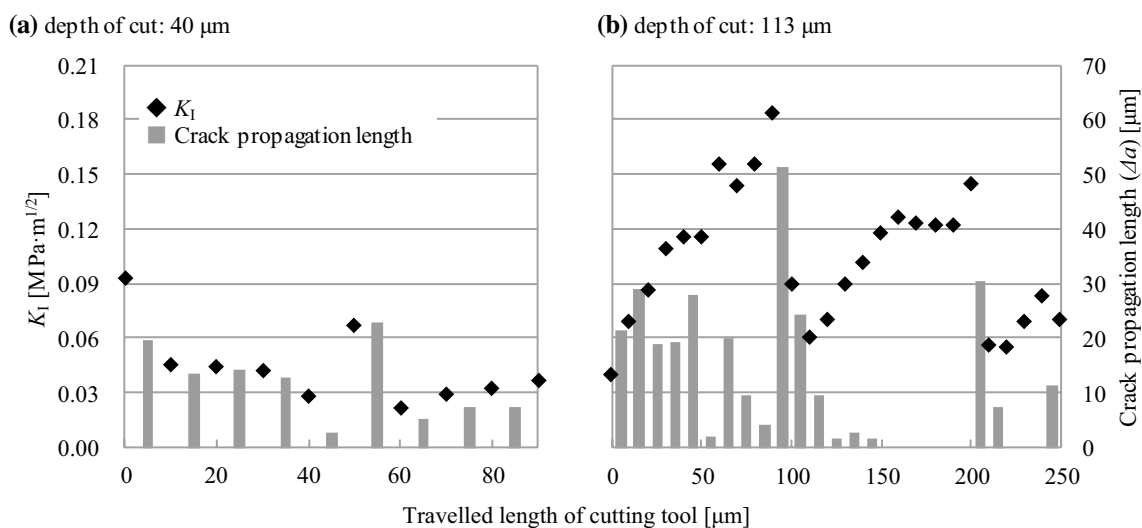 (a) depth of cut: 40 μm
(b) depth of cut: 113 μm
0.21
0.18
0.15
0.12
0.09
0.06
0.03
0.00
K_I [MPa·m^{1/2}]
K_I
Crack propagation length
0 20 40 60 80
70
60
50
40
30
20
10
0
Crack propagation length (Δa) [μm]
0 50 100 150 200 250
Travelled length of cutting tool [μm]